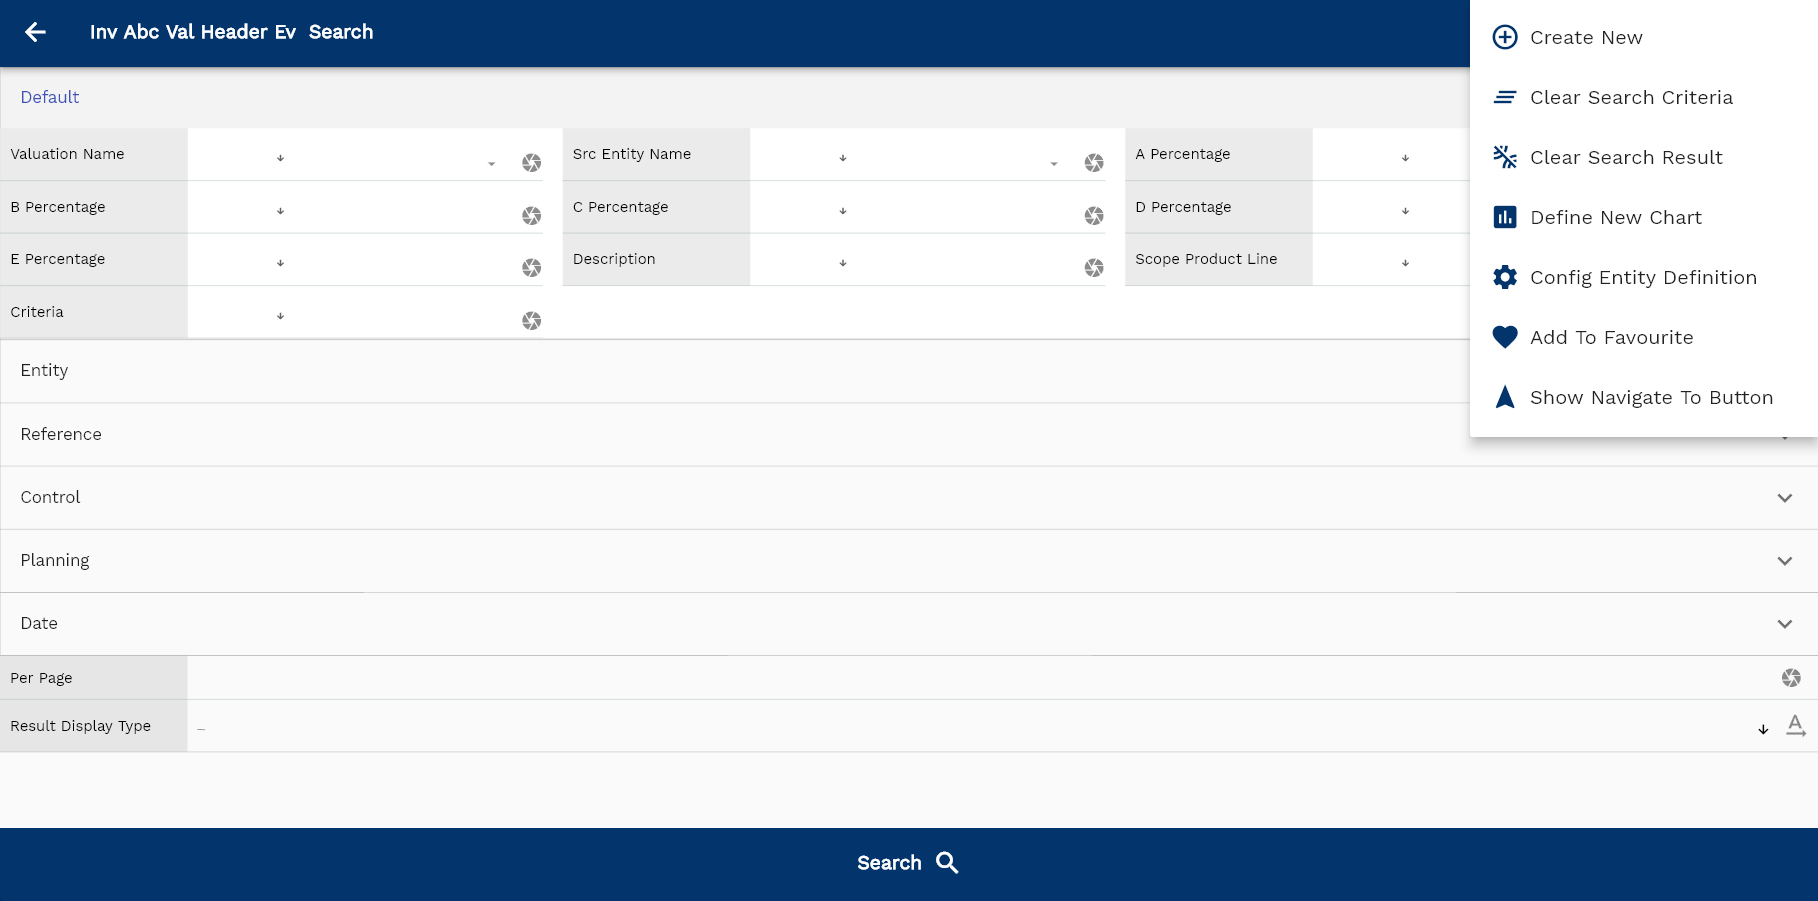 Inv Abc Val Header Ev  Search
Create New
Clear Search Criteria
Clear Search Result
Define New Chart
Config Entity Definition
Add To Favourite
Show Navigate To Button
Default
Valuation Name
Src Entity Name
A Percentage
B Percentage
C Percentage
D Percentage
E Percentage
Description
Scope Product Line
Criteria
Entity
Reference
Control
Planning
Date
Per Page
Result Display Type
Search